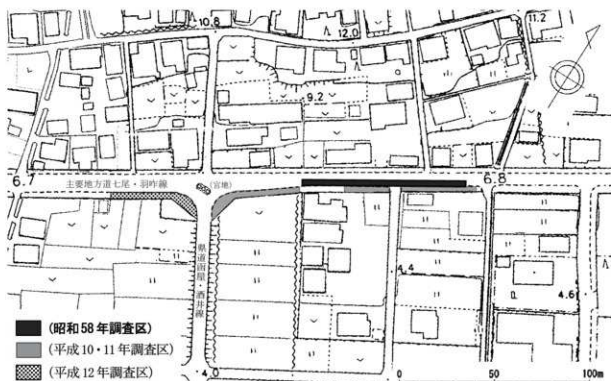 10.8
12.0
11.2
9.2
6.7
主要地方道七尾・羽咋線
(宮地)
6.8
県道函屋・酒井線
4.4
4.6
(昭和58年調査区)
(平成10・11年調査区)
(平成12年調査区)
4.0
0 50 100m